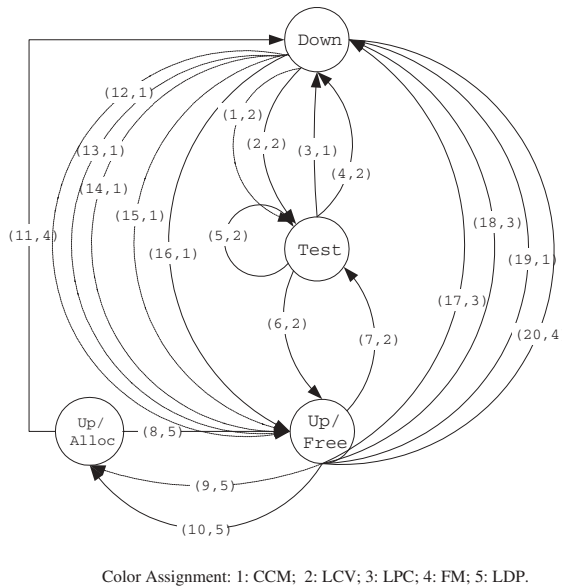 Down
(12,1)
(1,2)
(2,2)
(13,1)
(3,1)
(4,2)
(14,1)
(15,1)
(18,3)
(11,4)
(5,2)
Test
(16,1)
(19,1)
(17,3)
(6,2)
(20,4
(7,2)
Up/
Alloc
(8,5)
Up/
Free
(9,5)
(10,5)
Color Assignment: 1: CCM; 2: LCV; 3: LPC; 4: FM; 5: LDP.